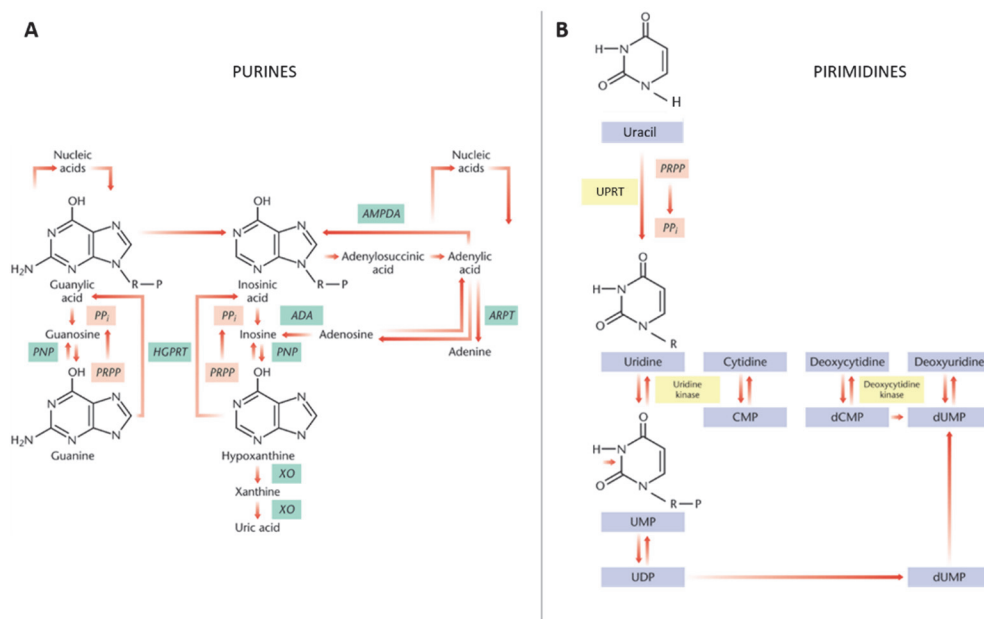 A
PURINES
Nucleic
acids
Nucleic
acids
OH
N
N
N
N
H₂N
R
P
OH
N
N
N
N
R
P
AMPDA
Adenylosuccinic
acid
Adenylic
acid
Guanylic
acid
Inosinic
acid
PPᵢ
PPᵢ
ADA
ARPT
Guanosine
Inosine
Adenosine
Adenine
PNP
HGPRT
PNP
PRPP
PRPP
OH
N
N
N
N
H₂N
OH
N
N
N
N
Guanine
Hypoxanthine
XO
Xanthine
XO
Uric acid
B
PIRIMIDINES
O
H
N
O
N
H
Uracil
UPRT
PRPP
PPᵢ
O
H
N
O
N
R
Uridine
Cytidine
Deoxycytidine
Deoxyuridine
Uridine
kinase
Deoxycytidine
kinase
CMP
dCMP
dUMP
O
H
N
O
N
R
P
UMP
UDP
dUMP